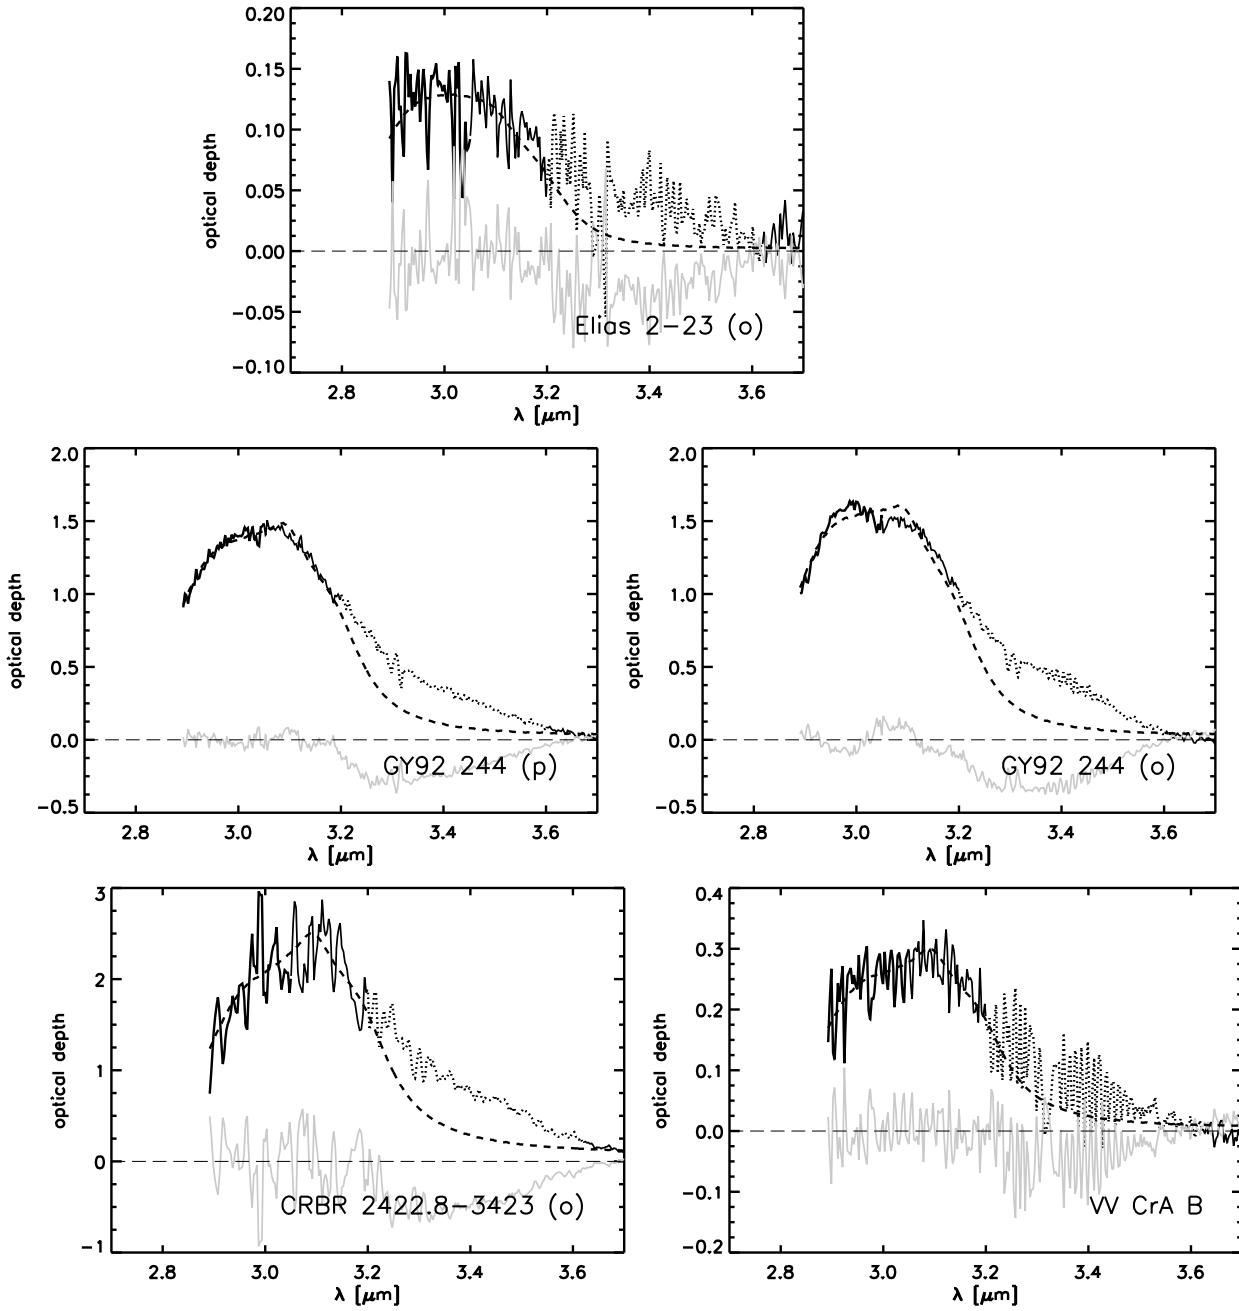 0.20
0.15
0.10
0.05
0.00
−0.05
−0.10
optical depth
Elias 2−23 (o)
2.8 3.0 3.2 3.4 3.6
λ [μm]
2.0
1.5
1.0
0.5
0.0
−0.5
optical depth
GY92 244 (p)
2.8 3.0 3.2 3.4 3.6
λ [μm]
2.0
1.5
1.0
0.5
0.0
−0.5
optical depth
GY92 244 (o)
2.8 3.0 3.2 3.4 3.6
λ [μm]
3
2
1
0
−1
optical depth
CRBR 2422.8−3423 (o)
2.8 3.0 3.2 3.4 3.6
λ [μm]
0.4
0.3
0.2
0.1
0.0
−0.1
−0.2
optical depth
VV CrA B
2.8 3.0 3.2 3.4 3.6
λ [μm]